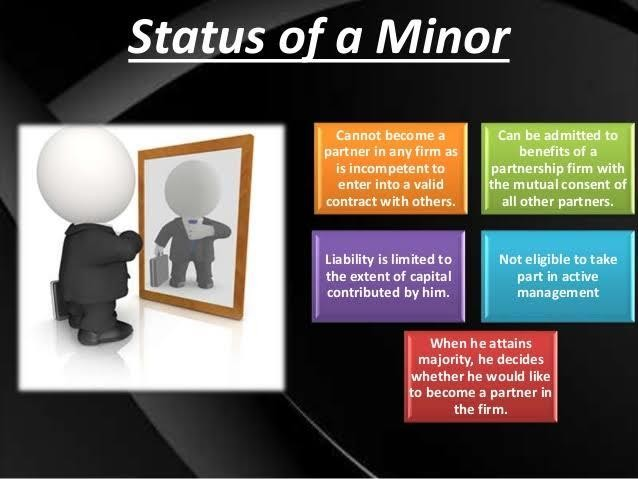 Status of a Minor
Cannot become a
partner in any firm as
is incompetent to
enter into a valid
contract with others.
Can be admitted to
benefits of a
partnership firm with
the mutual consent of
all other partners.
Liability is limited to
the extent of capital
contributed by him.
Not eligible to take
part in active
management
When he attains
majority, he decides
whether he would like
to become a partner in
the firm.